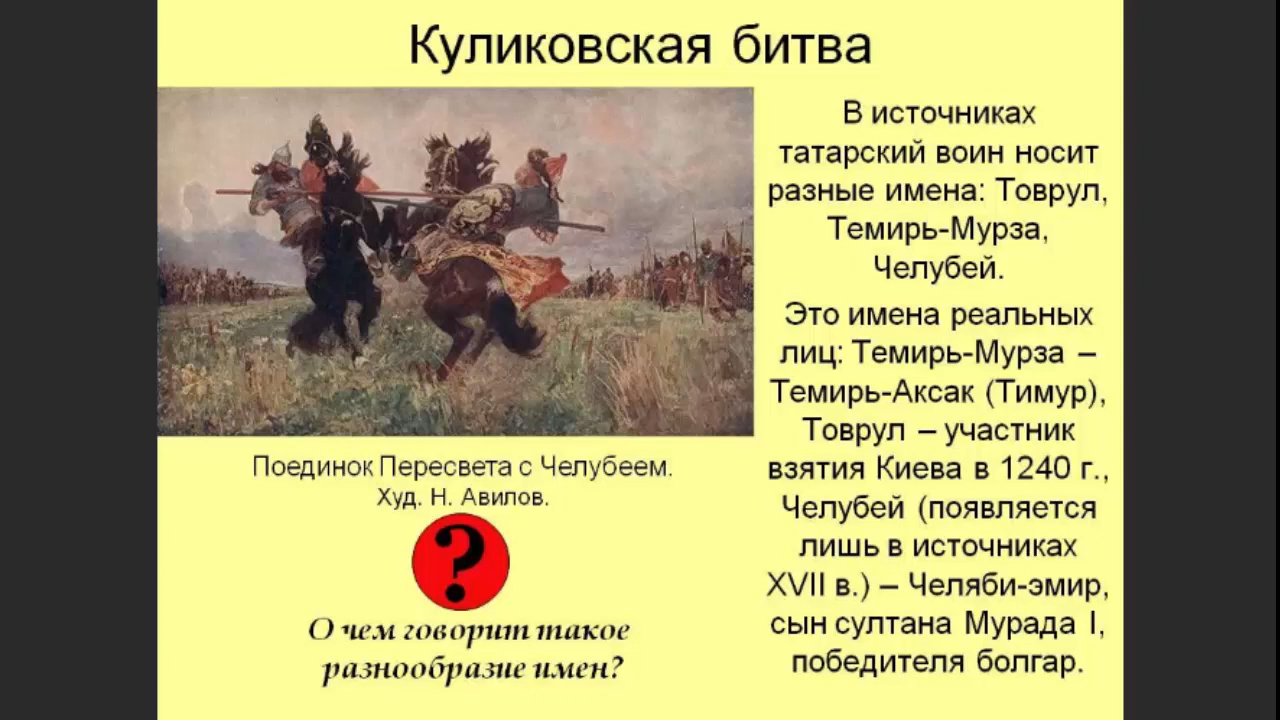 Куликовская битва
В источниках
татарский воин носит
разные имена: Товрул,
Темирь-Мурза,
Челубей.
Это имена реальных
лиц: Темирь-Мурза –
Темирь-Аксак (Тимур),
Товрул – участник
взятия Киева в 1240 г.,
Челубей (появляется
лишь в источниках
XVII в.) – Челяби-эмир,
сын султана Мурада I,
победителя болгар.
Поединок Пересвета с Челубеем.
Худ. Н. Авилов.
?
О чем говорит такое
разнообразие имен?